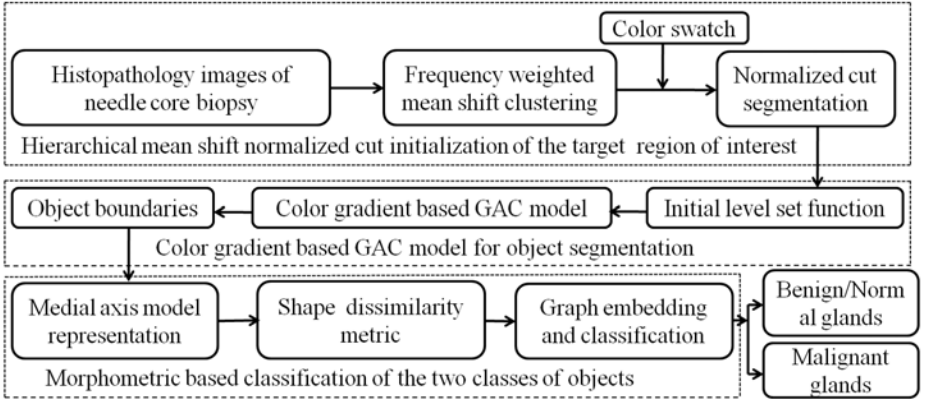 Color swatch
Histopathology images of
needle core biopsy
Frequency weighted
mean shift clustering
Normalized cut
segmentation
Hierarchical mean shift normalized cut initialization of the target region of interest
Object boundaries
Color gradient based GAC model
Initial level set function
Color gradient based GAC model for object segmentation
Medial axis model
representation
Shape dissimilarity
metric
Graph embedding
and classification
Benign/Norm
al glands
Malignant
glands
Morphometric based classification of the two classes of objects